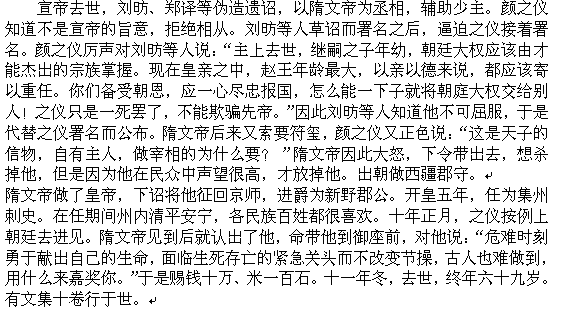 宣帝去世，刘昉、郑译等伪造遗诏，以隋文帝为丞相，辅助少主。颜之仪
知道不是宣帝的旨意，拒绝相从。刘昉等人草诏而署名之后，逼迫之仪接着署
名。颜之仪厉声对刘昉等人说：“主上去世，继嗣之子年幼，朝廷大权应该由才
能杰出的宗族掌握。现在皇亲之中，赵王年龄最大，以亲以德来说，都应该寄
以重任。你们备受朝恩，应一心尽忠报国，怎么能一下子就将朝庭大权交给别
人！之仪只是一死罢了，不能欺骗先帝。”因此刘昉等人知道他不可屈服，于是
代替之仪署名而公布。隋文帝后来又索要符玺，颜之仪又正色说：“这是天子的
信物，自有主人，做宰相的为什么要？ ”隋文帝因此大怒，下令带出去，想杀
掉他，但是因为他在民众中声望很高，才放掉他。出朝做西疆郡守。
隋文帝做了皇帝，下诏将他征回京师，进爵为新野郡公。开皇五年，任为集州
刺史。在任期间州内清平安宁，各民族百姓都很喜欢。十年正月，之仪按例上
朝廷去进见。隋文帝见到后就认出了他，命带他到御座前，对他说：“危难时刻
勇于献出自己的生命，面临生死存亡的紧急关头而不改变节操，古人也难做到，
用什么来嘉奖你。”于是赐钱十万、米一百石。十一年冬，去世，终年六十九岁。
有文集十卷行于世。